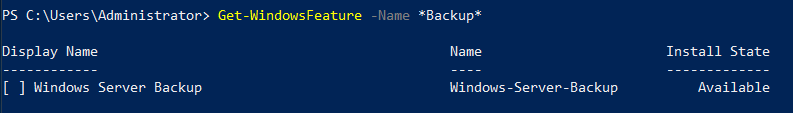 PS C:\Users\Administrator> Get-WindowsFeature -Name *Backup*
Display Name Name Install State
------------ ---- -------------
[ ] Windows Server Backup Windows-Server-Backup Available